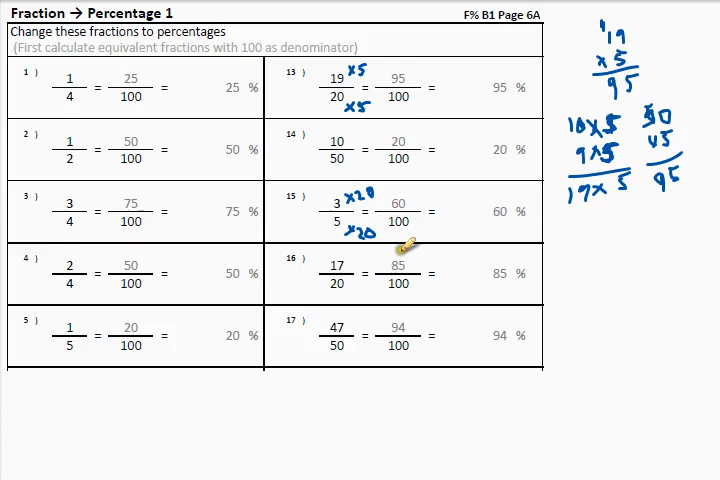 Fraction → Percentage 1 F% B1 Page 6A
Change these fractions to percentages
(First calculate equivalent fractions with 100 as denominator)
1 ) 1/4 = 25/100 = 25 %
2 ) 1/2 = 50/100 = 50 %
3 ) 3/4 = 75/100 = 75 %
4 ) 2/4 = 50/100 = 50 %
5 ) 1/5 = 20/100 = 20 %
13 ) 19/20 = 95/100 = 95 %
×5
×5
14 ) 10/50 = 20/100 = 20 %
15 ) 3/5 = 60/100 = 60 %
×20
×20
16 ) 17/20 = 85/100 = 85 %
17 ) 47/50 = 94/100 = 94 %
19
× 5
95
10×5 50
9×5 45
19× 5 95